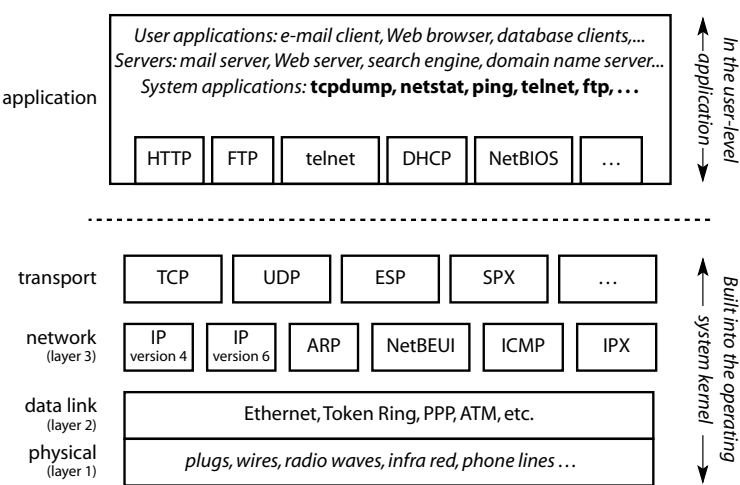 User applications: e-mail client, Web browser, database clients,...
Servers: mail server, Web server, search engine, domain name server...
System applications: tcpdump, netstat, ping, telnet, ftp, ...
application
HTTP
FTP
telnet
DHCP
NetBIOS
...
In the user-level
application
transport
TCP
UDP
ESP
SPX
...
network
(layer 3)
IP
version 4
IP
version 6
ARP
NetBEUI
ICMP
IPX
data link
(layer 2)
Ethernet, Token Ring, PPP, ATM, etc.
physical
(layer 1)
plugs, wires, radio waves, infra red, phone lines ...
Built into the operating
system kernel